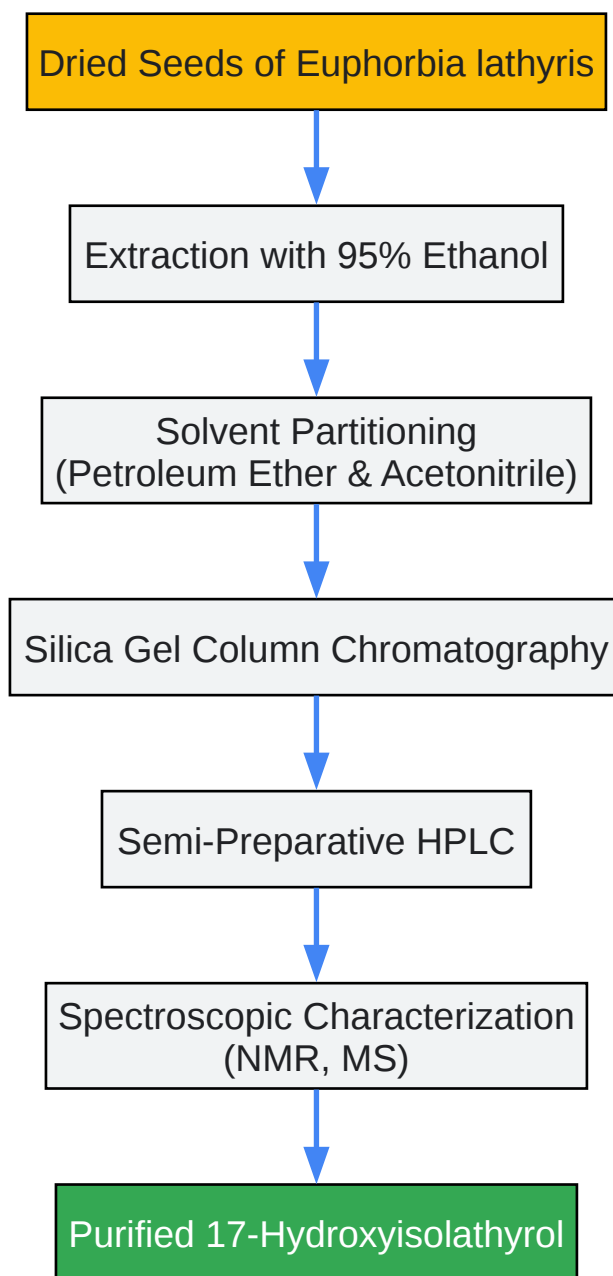 Dried Seeds of Euphorbia lathyris
Extraction with 95% Ethanol
Solvent Partitioning
(Petroleum Ether & Acetonitrile)
Silica Gel Column Chromatography
Semi-Preparative HPLC
Spectroscopic Characterization
(NMR, MS)
Purified 17-Hydroxyisolathyrol